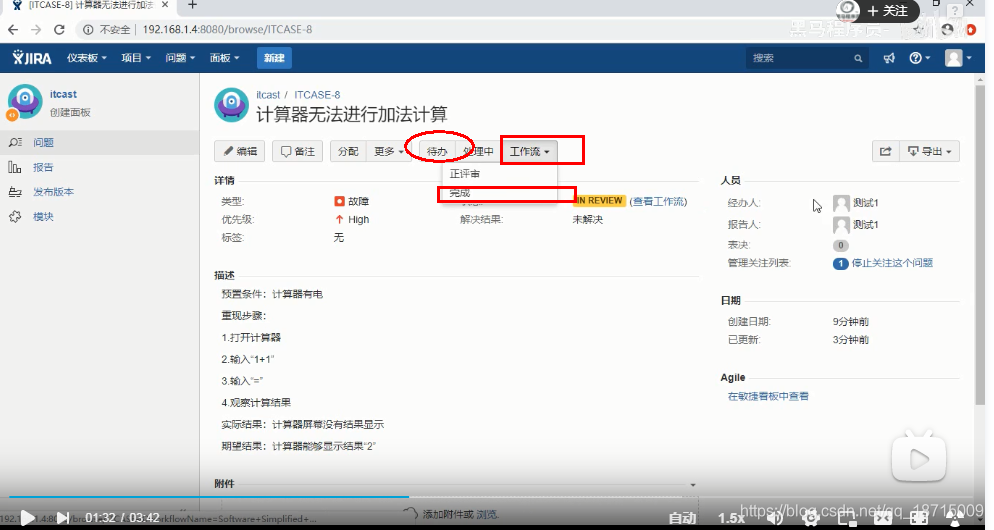 [ITCASE-8] 计算器无法进行加法计
+ 关注
不安全 | 192.168.1.4:8080/browse/ITCASE-8
黑马程序员
JIRA 仪表板 项目 问题 面板 新建 搜索
itcast
创建面板
问题
报告
发布版本
模块
itcast / ITCASE-8
计算器无法进行加法计算
编辑 备注 分配 更多 待办 处理中 工作流 导出
正评审
完成
详情
类型: 故障
IN REVIEW (查看工作流)
优先级: High 解决结果: 未解决
标签: 无
描述
预置条件：计算器有电
重现步骤：
1.打开计算器
2.输入“1+1”
3.输入“=”
4.观察计算结果
实际结果：计算器屏幕没有结果显示
期望结果：计算器能够显示结果“2”
附件
添加附件或 浏览.
人员
经办人: 测试1
报告人: 测试1
表决: 0
管理关注列表: 1 停止关注这个问题
日期
创建日期: 9分钟前
已更新: 3分钟前
Agile
在敏捷看板中查看
01:32 / 03:42
自动 1.5x
https://blog.csdn.net/qq_18715009